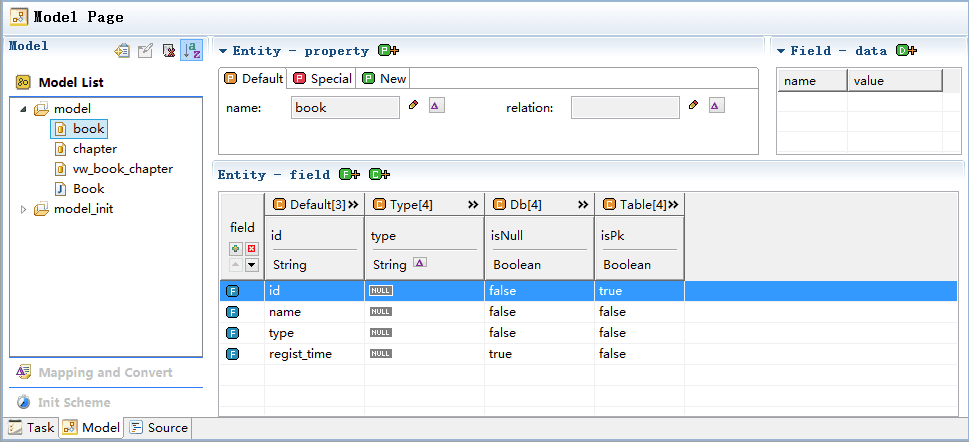 Model Page
Model
Entity - property
Field - data
Default
Special
New
name
value
Model List
name:
book
relation:
model
book
chapter
vw_book_chapter
Book
model_init
Entity - field
Default[3]
Type[4]
Db[4]
Table[4]
field
id
type
isNull
isPk
String
String
Boolean
Boolean
id NULL false true
name NULL false false
type NULL false false
regist_time NULL true false
Mapping and Convert
Init Scheme
Task
Model
Source